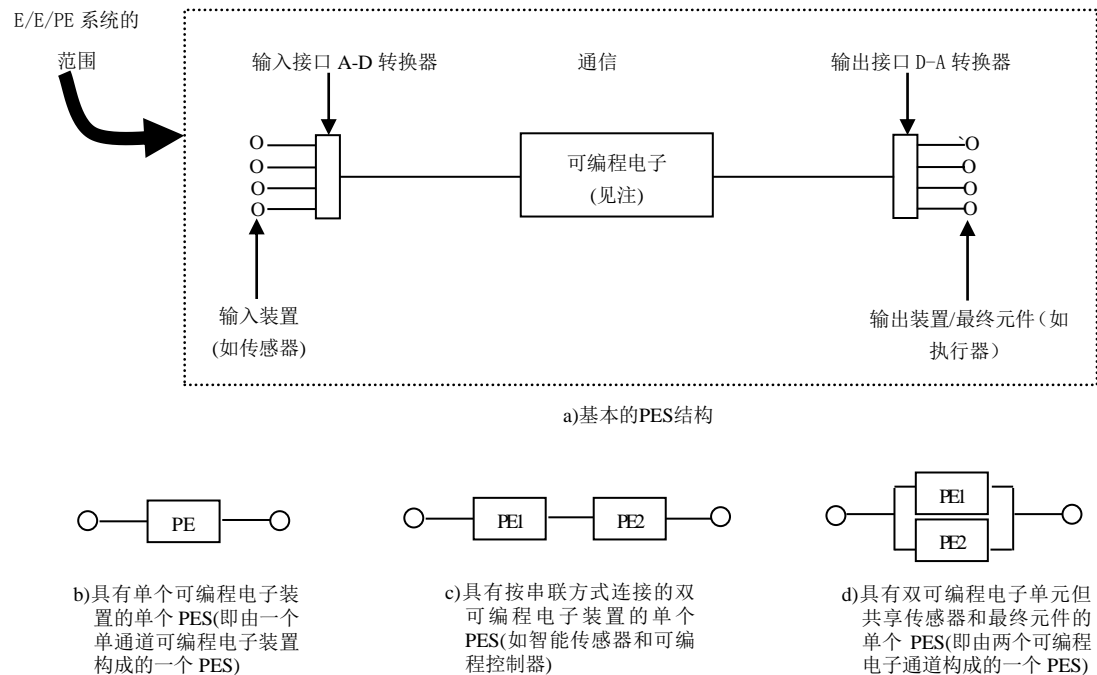 E/E/PE 系统的
范围
输入接口 A-D 转换器
通信
输出接口 D-A 转换器
O
O
O
O
可编程电子
(见注)
`O
O
O
O
输入装置
(如传感器)
输出装置/最终元件（如
执行器）
a)基本的PES结构
PE
PE1
PE2
PE1
PE2
b)具有单个可编程电子装
置的单个 PES(即由一个
单通道可编程电子装置
构成的一个 PES)
c)具有按串联方式连接的双
可编程电子装置的单个
PES(如智能传感器和可编
程控制器)
d)具有双可编程电子单元但
共享传感器和最终元件的
单个 PES(即由两个可编程
电子通道构成的一个 PES)